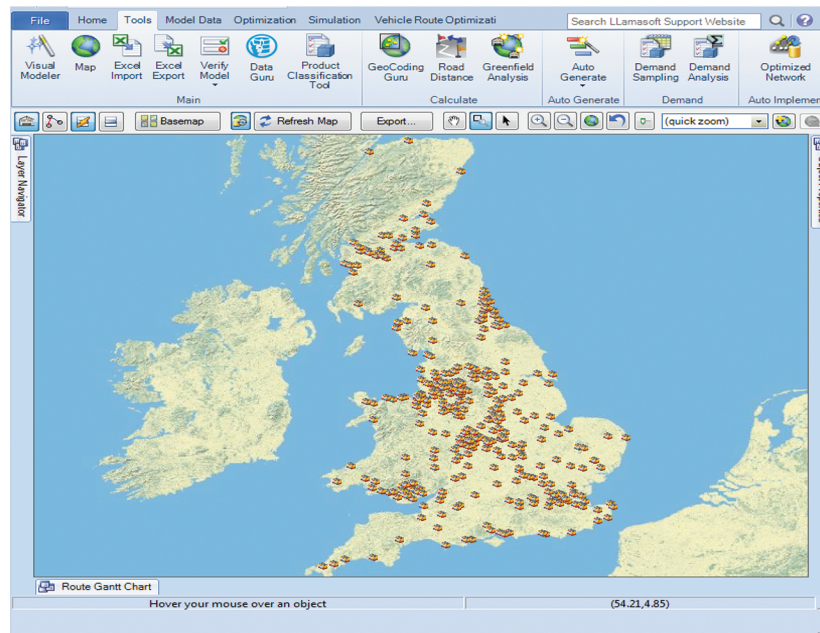 File Home Tools Model Data Optimization Simulation Vehicle Route Optimizati Search LLamasoft Support Website
Visual Modeler
Map
Excel Import
Excel Export
Verify Model
Data Guru
Product Classification Tool
GeoCoding Guru
Road Distance
Greenfield Analysis
Auto Generate
Demand Sampling
Demand Analysis
Optimized Network
Main Calculate Auto Generate Demand Auto Implemen
Basemap Refresh Map Export... (quick zoom)
Layer Navigator
Route Gantt Chart
Hover your mouse over an object (54.21,4.85)